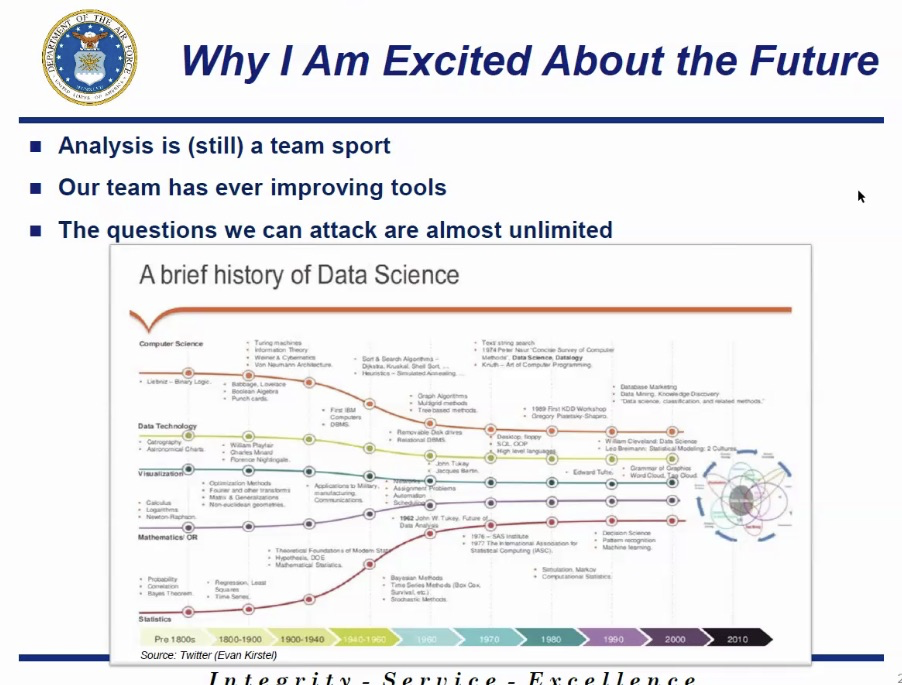 DEPARTMENT OF THE AIR FORCE
UNITED STATES OF AMERICA
Why I Am Excited About the Future
Analysis is (still) a team sport
Our team has ever improving tools
The questions we can attack are almost unlimited
A brief history of Data Science
Computer Science
• Turing machines
• Information Theory
• Weiner & Cybernetics
• Von Neumann Architecture.
• Sort & Search Algorithms –
Dijkstra, Kruskal, Shell Sort, …
• Heuristics – Simulated Annealing, …
• Text string search
• 1974 Peter Naur "Concise Survey of Computer
Methods", Data Science, Datalogy
• Knuth – Art of Computer Programming.
• Leibniz – Binary Logic.
• Babbage, Lovelace
• Boolean Algebra
• Punch cards.
• Graph Algorithms
• Multigrid methods
• Tree based methods.
• Database Marketing
• Data Mining, Knowledge Discovery
• "Data science, classification, and related methods."
• First IBM
Computers
• DBMS.
• 1989 First KDD Workshop
• Gregory Piatetsky-Shapiro.
Data Technology
• Removable Disk drives
• Relational DBMS.
• Desktop, floppy
• SQL, OOP
• High level languages.
• William Cleveland: Data Science
• Leo Breimann: Statistical Modeling: 2 Cultures.
• Astronomical Charts.
• William Playfair
• Charles Minard
• Florence Nightingale.
• John Tukey
• Jacques Bertin.
• Edward Tufte.
• Grammar of Graphics
• Word Cloud, Tag Cloud.
Visualization
• Optimization Methods
• Fourier and other transforms
• Matrix & Generalizations
• Non-euclidean geometries.
• Applications to Military,
manufacturing,
Communications.
• Assignment Problems
• Automation
• Scheduling
• Calculus
• Logarithms
• Newton-Raphson.
Mathematics/ OR
• 1962 John W. Tukey, Future of
Data Analysis
• 1976 – SAS Institute
• 1977 The International Association for
Statistical Computing (IASC).
• Decision Science
• Pattern recognition
• Machine learning.
• Theoretical Foundations of Modern Stat
• Hypothesis, DOE
• Mathematical Statistics.
• Probability
• Correlation
• Bayes Theorem.
• Regression, Least
Squares
• Time Series.
• Bayesian Methods
• Time Series Methods (Box Cox,
Survival, etc)
• Stochastic Methods.
• Simulation, Markov
• Computational Statistics.
Statistics
Pre 1800s 1800-1900 1900-1940 1940-1960 1960 1970 1980 1990 2000 2010
Source: Twitter (Evan Kirstel)
Integrity - Service - Excellence